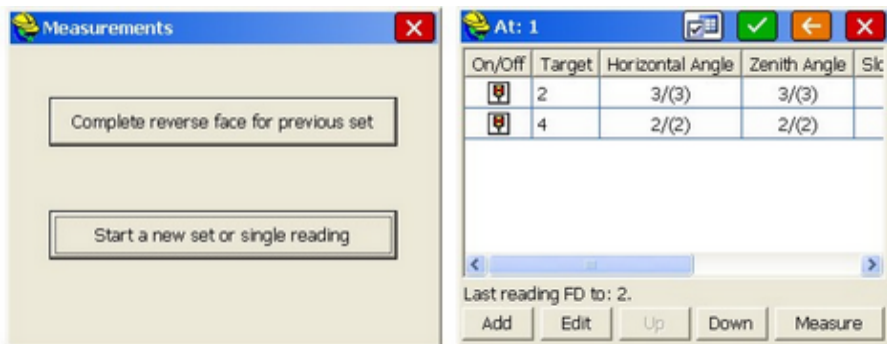 Measurements
Complete reverse face for previous set
Start a new set or single reading
At: 1
On/Off Target Horizontal Angle Zenith Angle Slo
2 3/(3) 3/(3)
4 2/(2) 2/(2)
Last reading FD to: 2.
Add Edit Up Down Measure